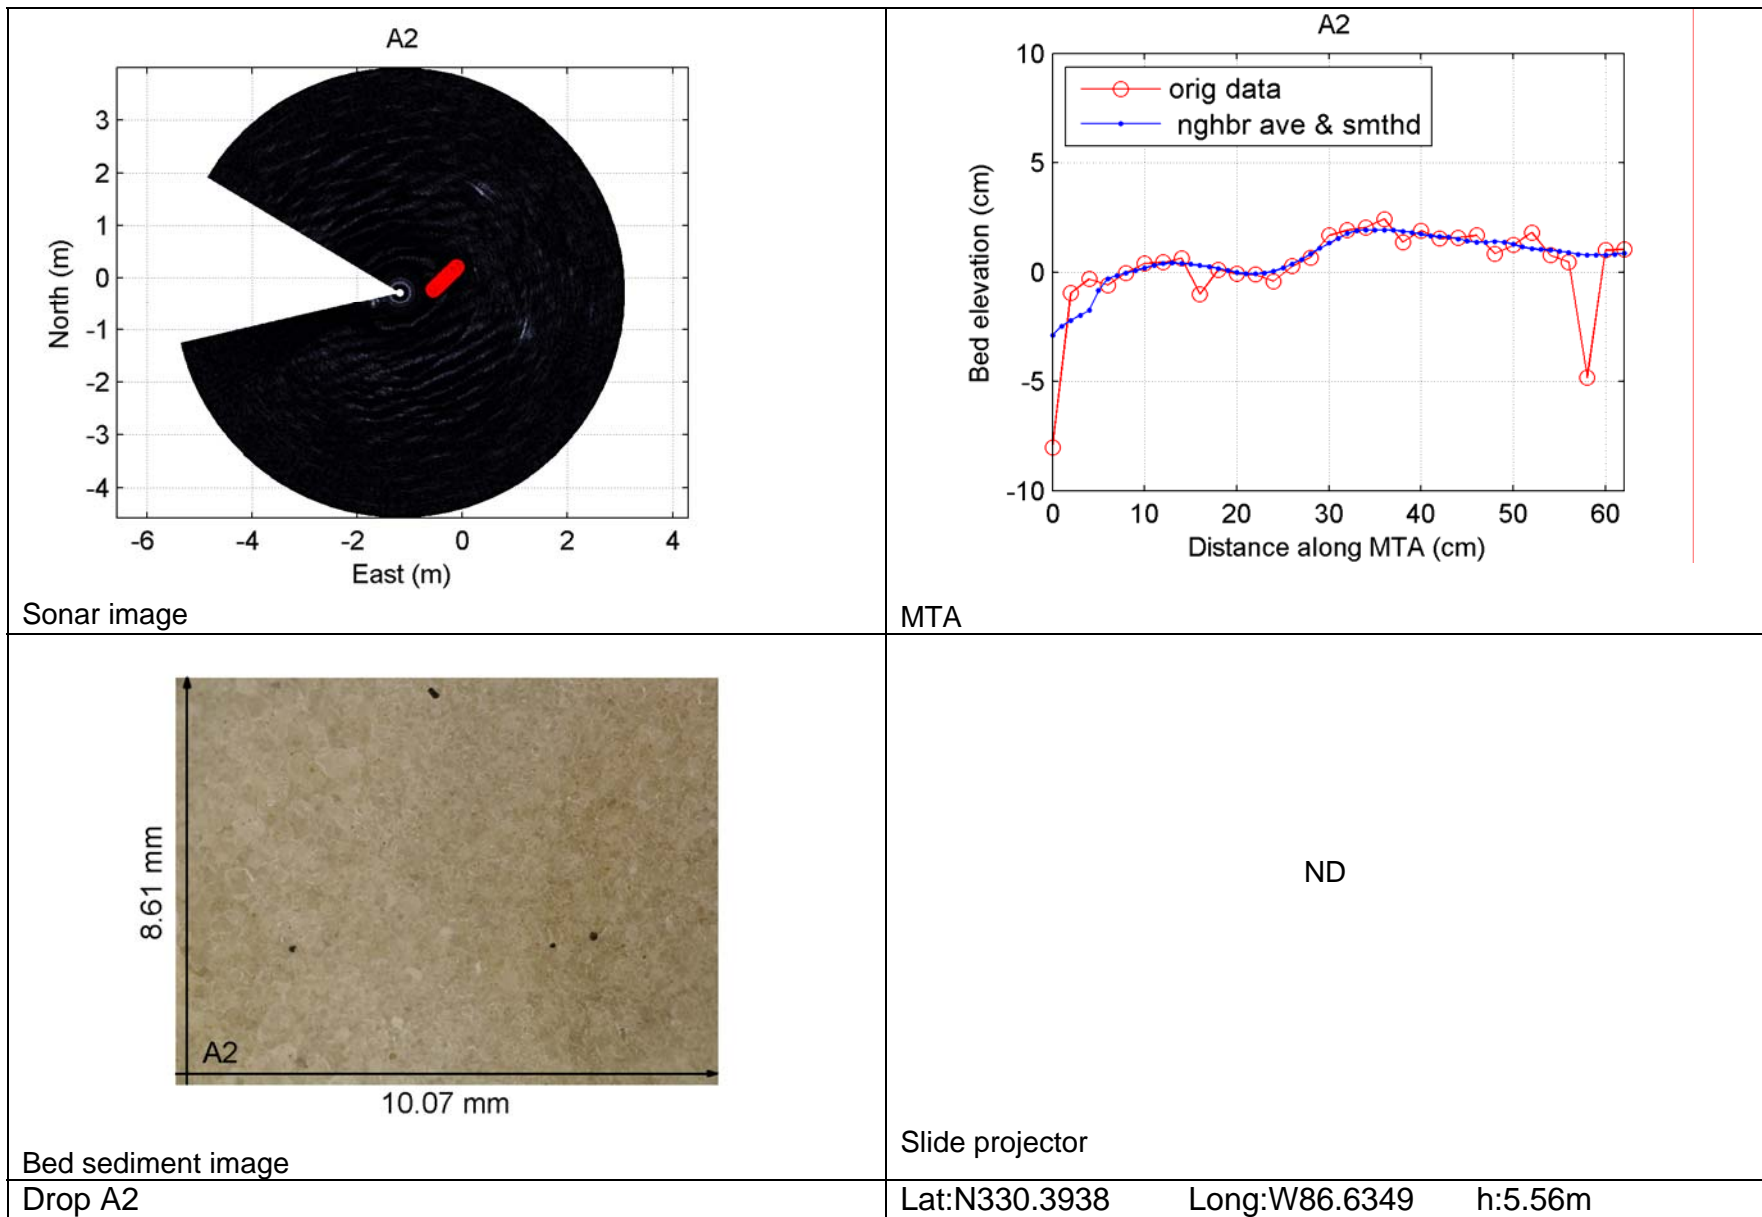 A2
3
2
1
0
-1
-2
-3
-4
North (m)
-6
-4
-2
0
2
4
East (m)
Sonar image
A2
10
5
0
-5
-10
Bed elevation (cm)
orig data
nghbr ave & smthd
0
10
20
30
40
50
60
Distance along MTA (cm)
MTA
8.61 mm
A2
10.07 mm
Bed sediment image
ND
Slide projector
Drop A2
Lat:N330.3938 Long:W86.6349 h:5.56m